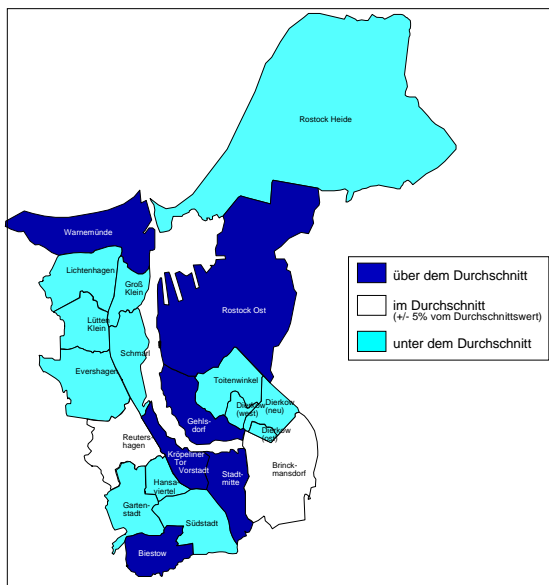 Rostock Heide
Warnemünde
Lichtenhagen
Groß
Klein
Rostock Ost
Lütten
Klein
Schmarl
Evershagen
Toitenwinkel
Dierkow
(neu)
Dierkow
(west)
Gehls-
dorf
Dierkow
(ost)
Reuters-
hagen
Kröpeliner
Tor
Vorstadt
Stadt-
mitte
Brinck-
mansdorf
Hansa-
viertel
Garten-
stadt
Südstadt
Biestow
über dem Durchschnitt
im Durchschnitt
(+/- 5% vom Durchschnittswert)
unter dem Durchschnitt